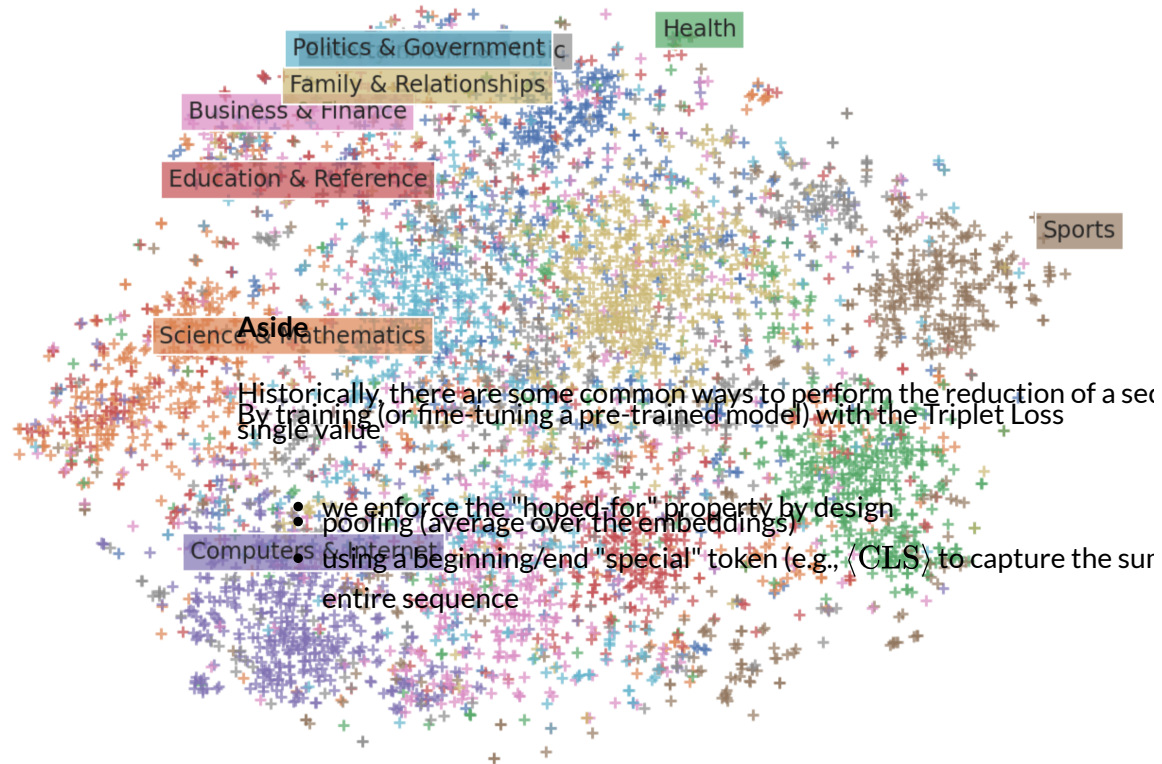 Health
Politics & Government
Family & Relationships
Business & Finance
Education & Reference
Sports
Aside
Science & Mathematics
Historically, there are some common ways to perform the reduction of a
By training (or fine-tuning a pre-trained model) with the Triplet Loss
single value
we enforce the "hoped-for" property by design
pooling (average over the embeddings)
Computers & Internet
using a beginning/end "special" token (e.g., ⟨CLS⟩ to capture the
entire sequence